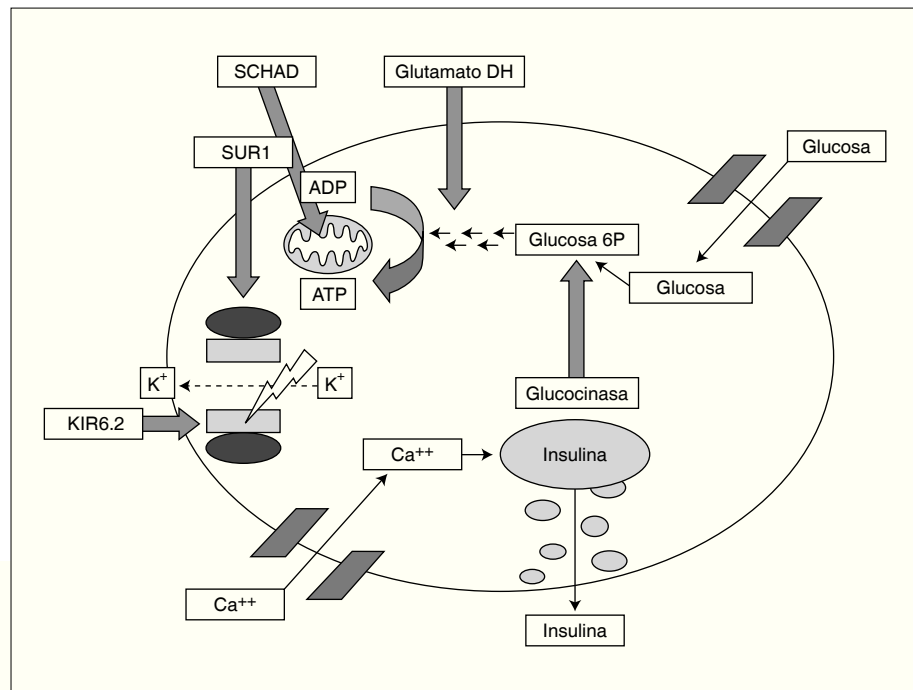 SCHAD
Glutamato DH
SUR1
Glucosa
ADP
Glucosa 6P
Glucosa
ATP
K+
K+
Glucocinasa
KIR6.2
Ca++
Insulina
Ca++
Insulina